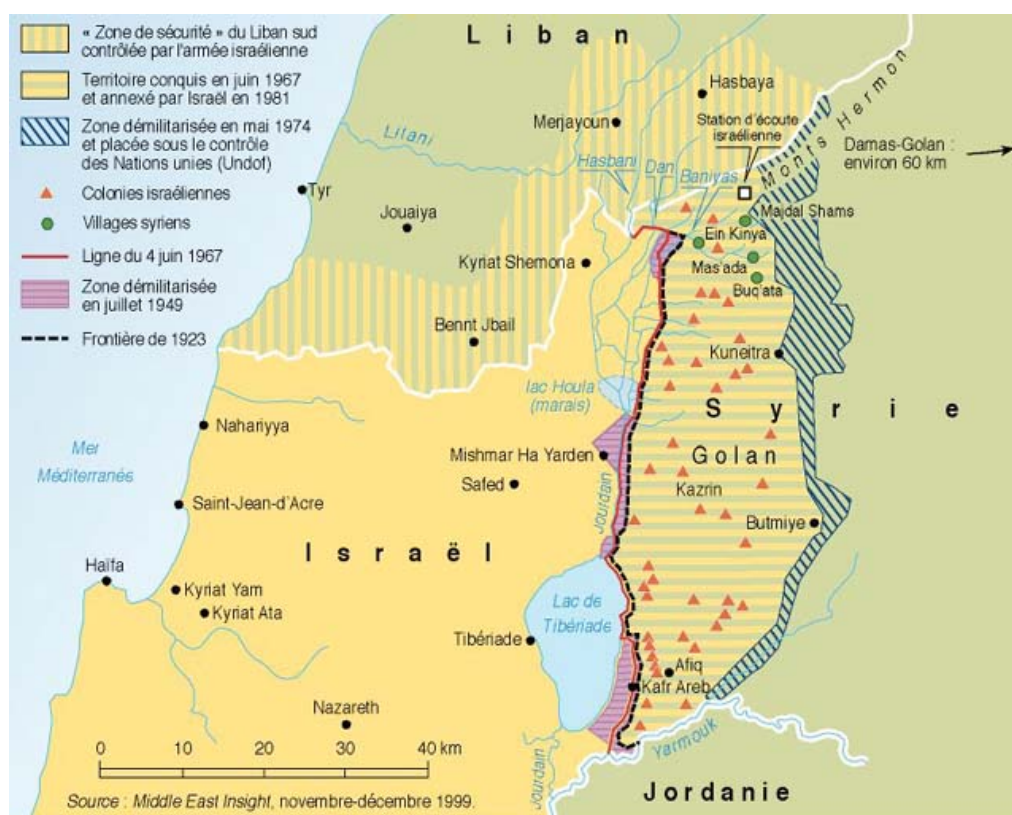 « Zone de sécurité » du Liban sud
contrôlée par l'armée israélienne
Territoire conquis en juin 1967
et annexé par Israël en 1981
Zone démilitarisée en mai 1974
et placée sous le contrôle
des Nations unies (Undof)
Colonies israéliennes
Villages syriens
Ligne du 4 juin 1967
Zone démilitarisée
en juillet 1949
Frontière de 1923
Liban
Hasbaya
Merjayoun
Station d'écoute
israélienne
Monts Hermon
Damas-Golan :
environ 60 km
Litani
Hasbani
Dan
Baniyas
Tyr
Jouaiya
Majdal Shams
Ein Kinya
Kyriat Shemona
Mas'ada
Buq'ata
Bennt Jbail
Kuneitra
lac Houla
(marais)
Syrie
Nahariyya
Mer
Méditerranés
Mishmar Ha Yarden
Golan
Safed
Kazrin
Jourdain
Saint-Jean-d'Acre
Butmiye
Israël
Haïfa
Kyriat Yam
Kyriat Ata
Lac de
Tibériade
Tibériade
Afiq
Kafr Areb
Nazareth
Yarmouk
0 10 20 30 40 km
Jourdain
Jordanie
Source : Middle East Insight, novembre-décembre 1999.